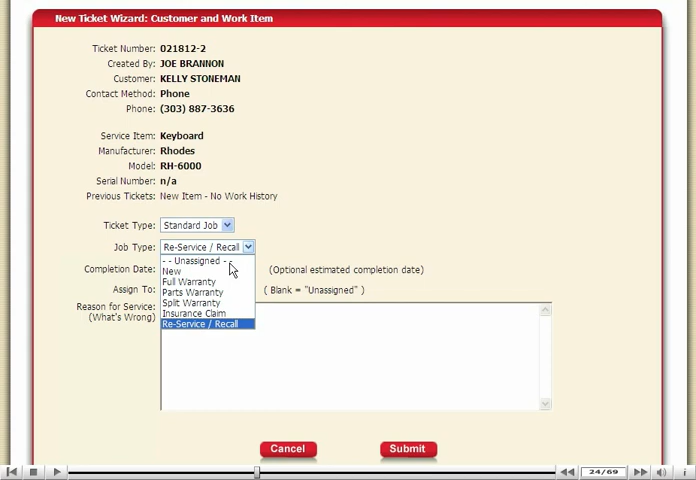 New Ticket Wizard: Customer and Work Item
Ticket Number: 021812-2
Created By: JOE BRANNON
Customer: KELLY STONEMAN
Contact Method: Phone
Phone: (303) 887-3636
Service Item: Keyboard
Manufacturer: Rhodes
Model: RH-6000
Serial Number: n/a
Previous Tickets: New Item - No Work History
Ticket Type: Standard Job
Job Type: Re-Service / Recall
- - Unassigned - -
New
Full Warranty
Parts Warranty
Split Warranty
Insurance Claim
Re-Service / Recall
Completion Date: (Optional estimated completion date)
Assign To: ( Blank = "Unassigned" )
Reason for Service:
(What's Wrong)
Cancel Submit
24/69
i